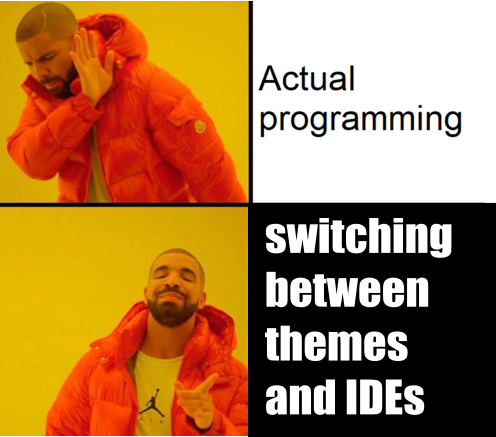 Actual
programming
switching
between
themes
and IDEs